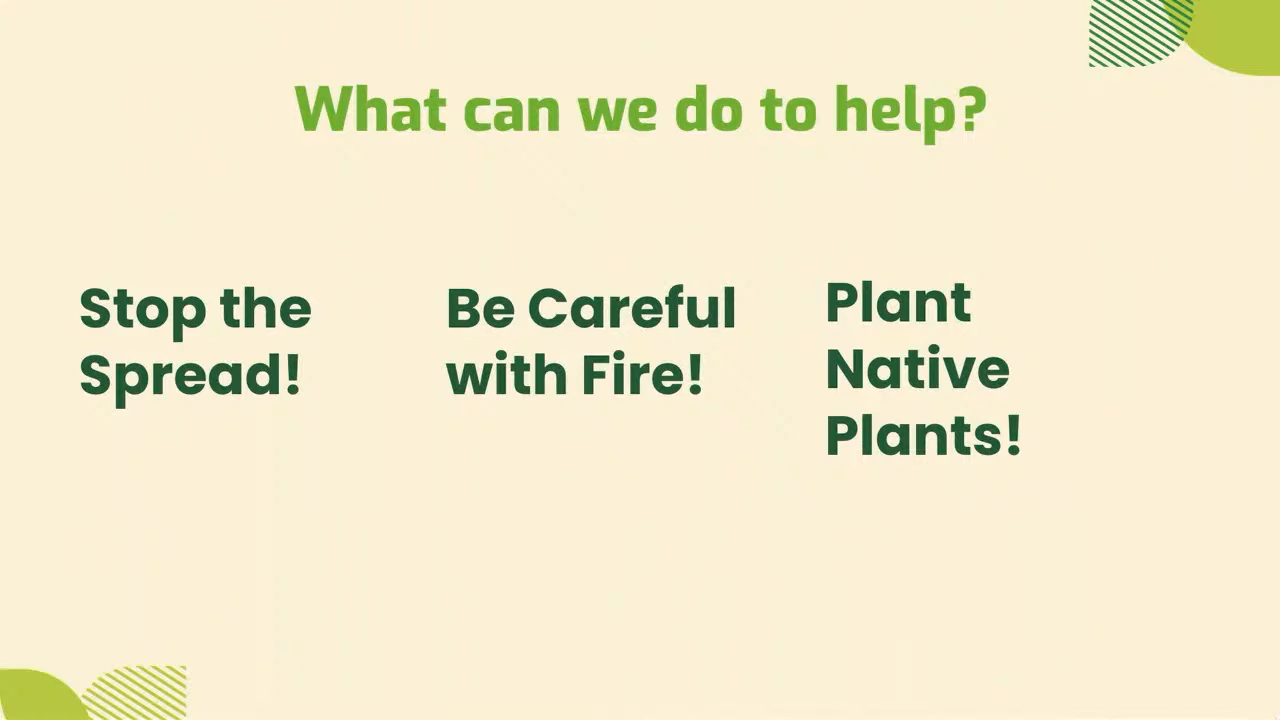 What can we do to help?
Stop the
Spread!
Be Careful
with Fire!
Plant
Native
Plants!